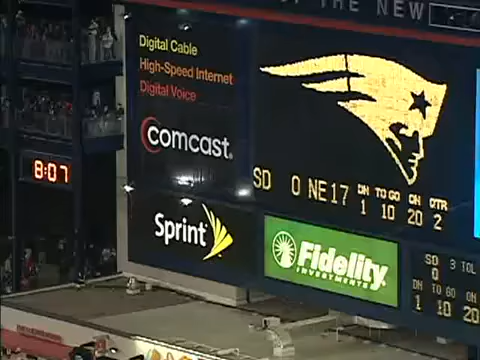 THE NEW
Digital Cable
High-Speed Internet
Digital Voice
Comcast.
8:07
SD 0 NE 17 DN TO GO ON QTR
1 10 20 2
Sprint
Fidelity
INVESTMENTS
SD 3 TOL
0
DN TO GO ON
1 10 20